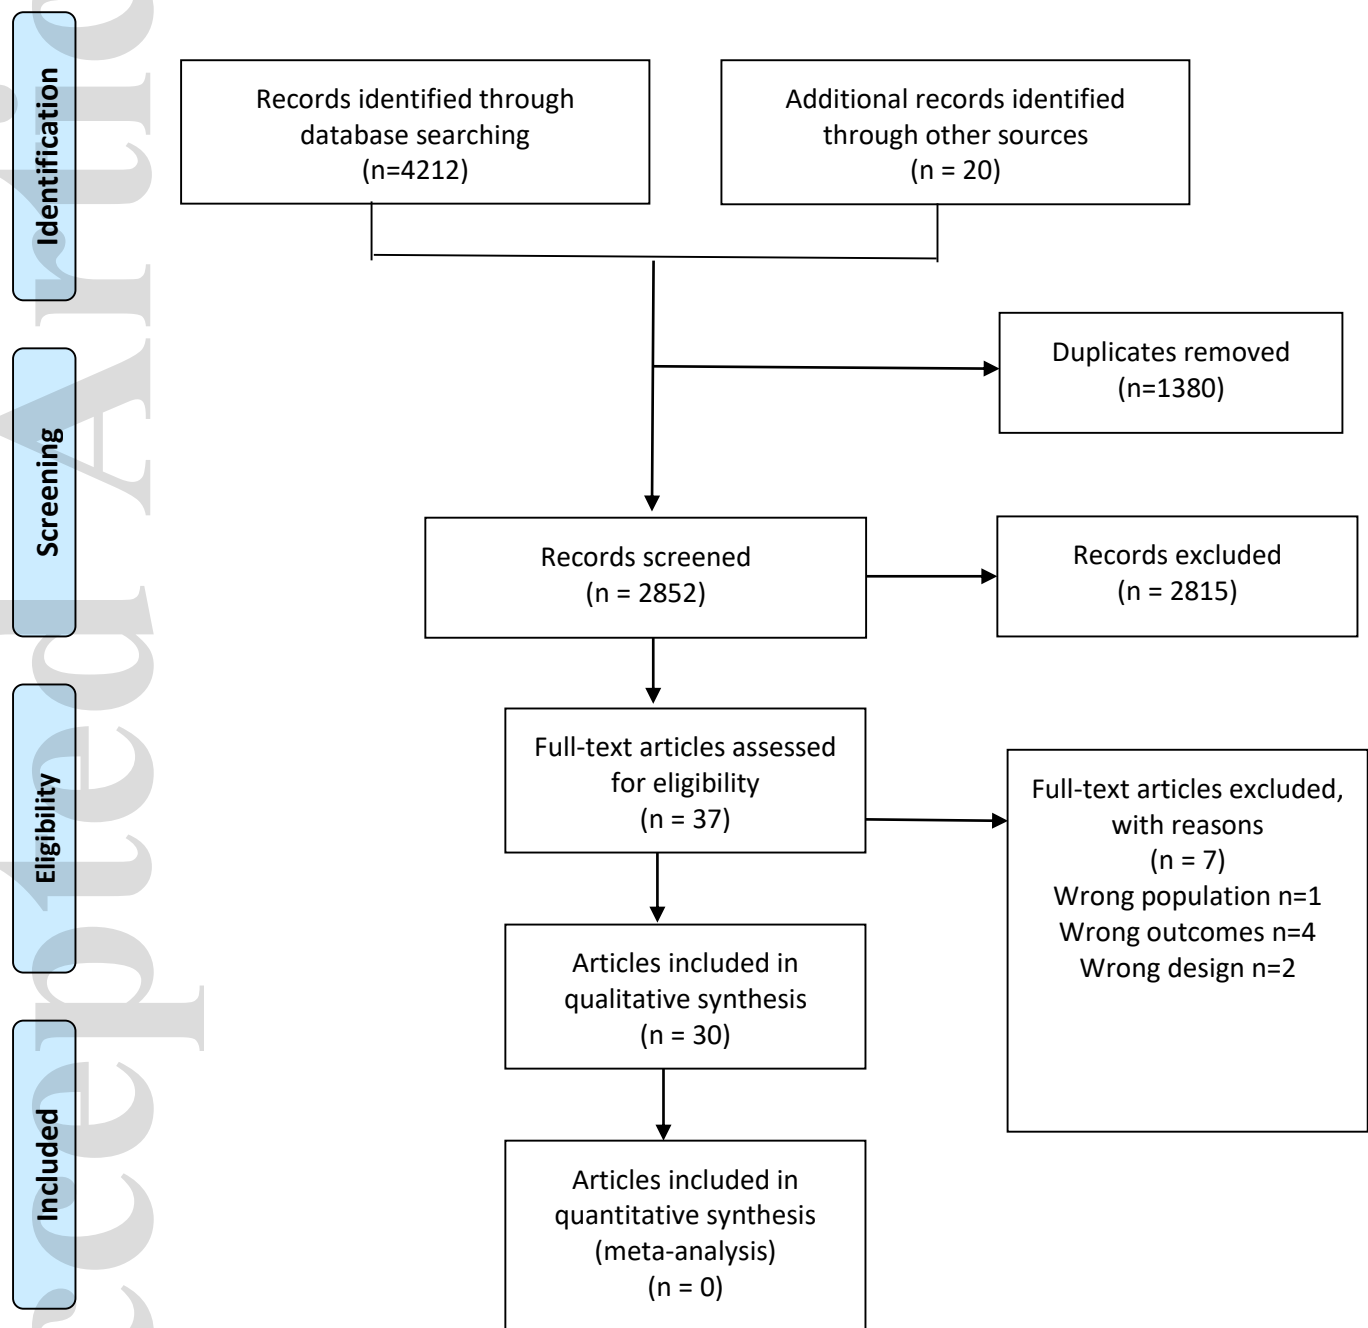 Identification
Records identified through
database searching
(n=4212)
Additional records identified
through other sources
(n = 20)
Duplicates removed
(n=1380)
Screening
Records screened
(n = 2852)
Records excluded
(n = 2815)
Eligibility
Full-text articles assessed
for eligibility
(n = 37)
Full-text articles excluded,
with reasons
(n = 7)
Wrong population n=1
Wrong outcomes n=4
Wrong design n=2
Articles included in
qualitative synthesis
(n = 30)
Included
Articles included in
quantitative synthesis
(meta-analysis)
(n = 0)
cepted Artic